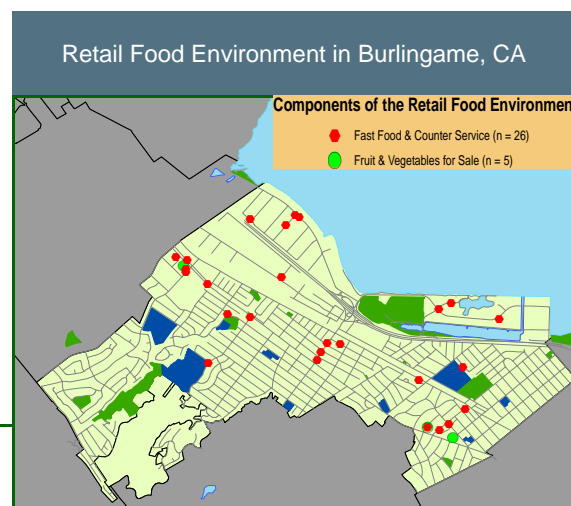 Retail Food Environment in Burlingame, CA
Components of the Retail Food Environmen
Fast Food & Counter Service (n = 26)
Fruit & Vegetables for Sale (n = 5)